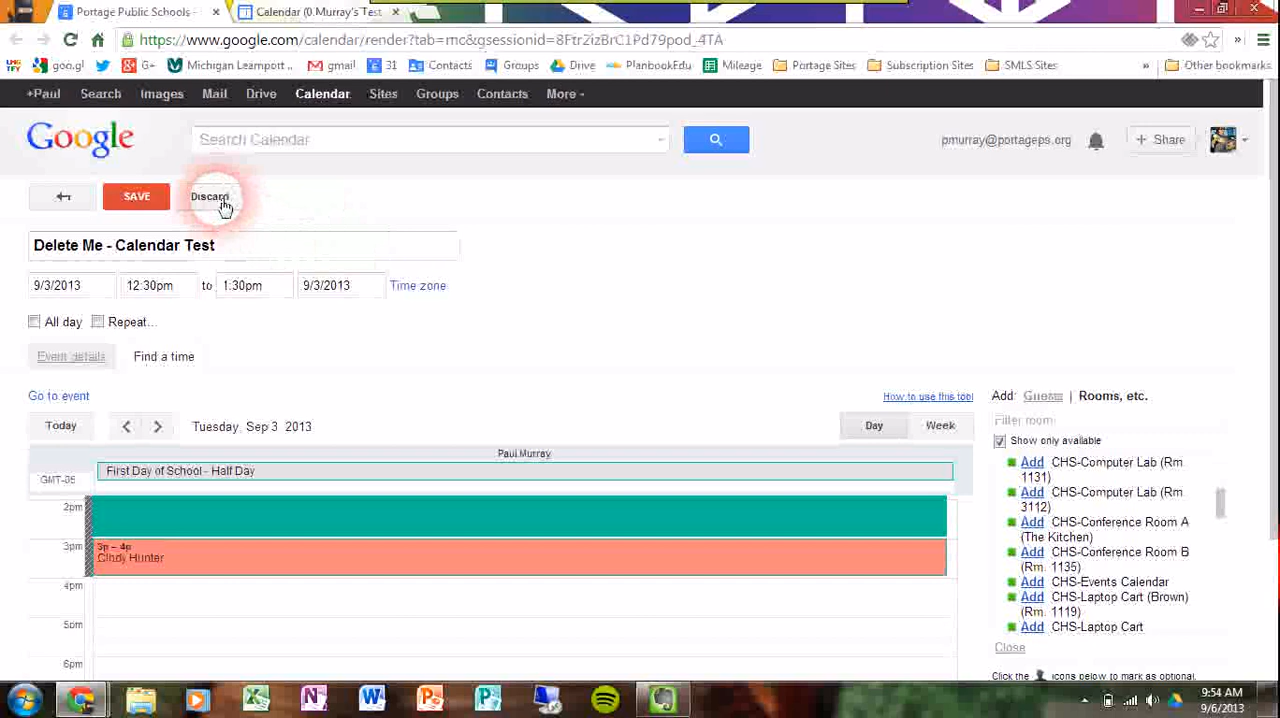 Portage Public Schools - × Calendar (0.Murray's Test ×
https://www.google.com/calendar/render?tab=mc&gsessionid=8Ftr2izBrC1Pd79pod_4TA
goo.gl G+ Michigan Learnport ... gmail 31 Contacts Groups Drive PlanbookEdu Mileage Portage Sites Subscription Sites SMLS Sites » Other bookmarks
+Paul Search Images Mail Drive Calendar Sites Groups Contacts More
Google Search Calendar pmurray@portageps.org + Share
SAVE Discard
Delete Me - Calendar Test
9/3/2013 12:30pm to 1:30pm 9/3/2013 Time zone
All day Repeat...
Event details Find a time
Go to event How to use this tool
Add: Guests | Rooms, etc.
Today Tuesday, Sep 3 2013 Day Week
Filter room
Show only available
Paul Murray
First Day of School - Half Day
GMT-05
2pm
3pm 3p – 4p
Cindy Hunter
4pm
5pm
6pm
Add CHS-Computer Lab (Rm
1131)
Add CHS-Computer Lab (Rm
3112)
Add CHS-Conference Room A
(The Kitchen)
Add CHS-Conference Room B
(Rm. 1135)
Add CHS-Events Calendar
Add CHS-Laptop Cart (Brown)
(Rm. 1119)
Add CHS-Laptop Cart
Close
Click the icons below to mark as optional.
9:54 AM
9/6/2013